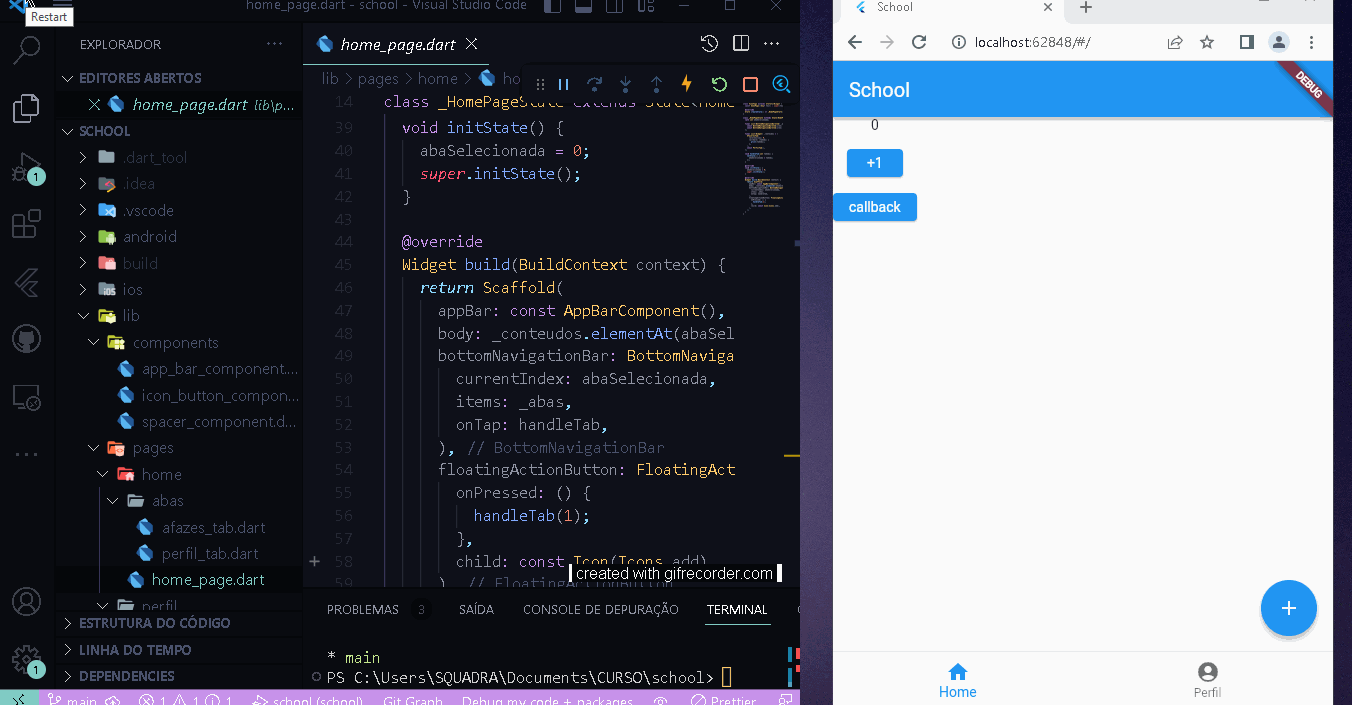 home_page.dart - school - Visual Studio Code
Restart
EXPLORADOR
EDITORES ABERTOS
home_page.dart lib\p...
SCHOOL
.dart_tool
.idea
.vscode
android
build
ios
lib
components
app_bar_component....
icon_button_compon...
spacer_component.d...
pages
home
abas
afazes_tab.dart
perfil_tab.dart
home_page.dart
perfil
ESTRUTURA DO CÓDIGO
LINHA DO TEMPO
DEPENDENCIES
1
1
home_page.dart
lib > pages > home > ho
14 class _HomePageState extends State<Home
39 void initState() {
40 abaSelecionada = 0;
41 super.initState();
42 }
43
44 @override
45 Widget build(BuildContext context) {
46 return Scaffold(
47 appBar: const AppBarComponent(),
48 body: _conteudos.elementAt(abaSel
49 bottomNavigationBar: BottomNaviga
50 currentIndex: abaSelecionada,
51 items: _abas,
52 onTap: handleTab,
53 ), // BottomNavigationBar
54 floatingActionButton: FloatingAct
55 onPressed: () {
56 handleTab(1);
57 },
58 child: const Icon(Icons.add)
59 ) // FloatingActionButton
created with gifrecorder.com
PROBLEMAS 3 SAÍDA CONSOLE DE DEPURAÇÃO TERMINAL
* main
PS C:\Users\SQUADRA\Documents\CURSO\school>
main 1 1 1 school (school) Git Graph Debug my code + packages Prettier
School
localhost:62848/#/
School
DEBUG
0
+1
callback
+
Home
Perfil